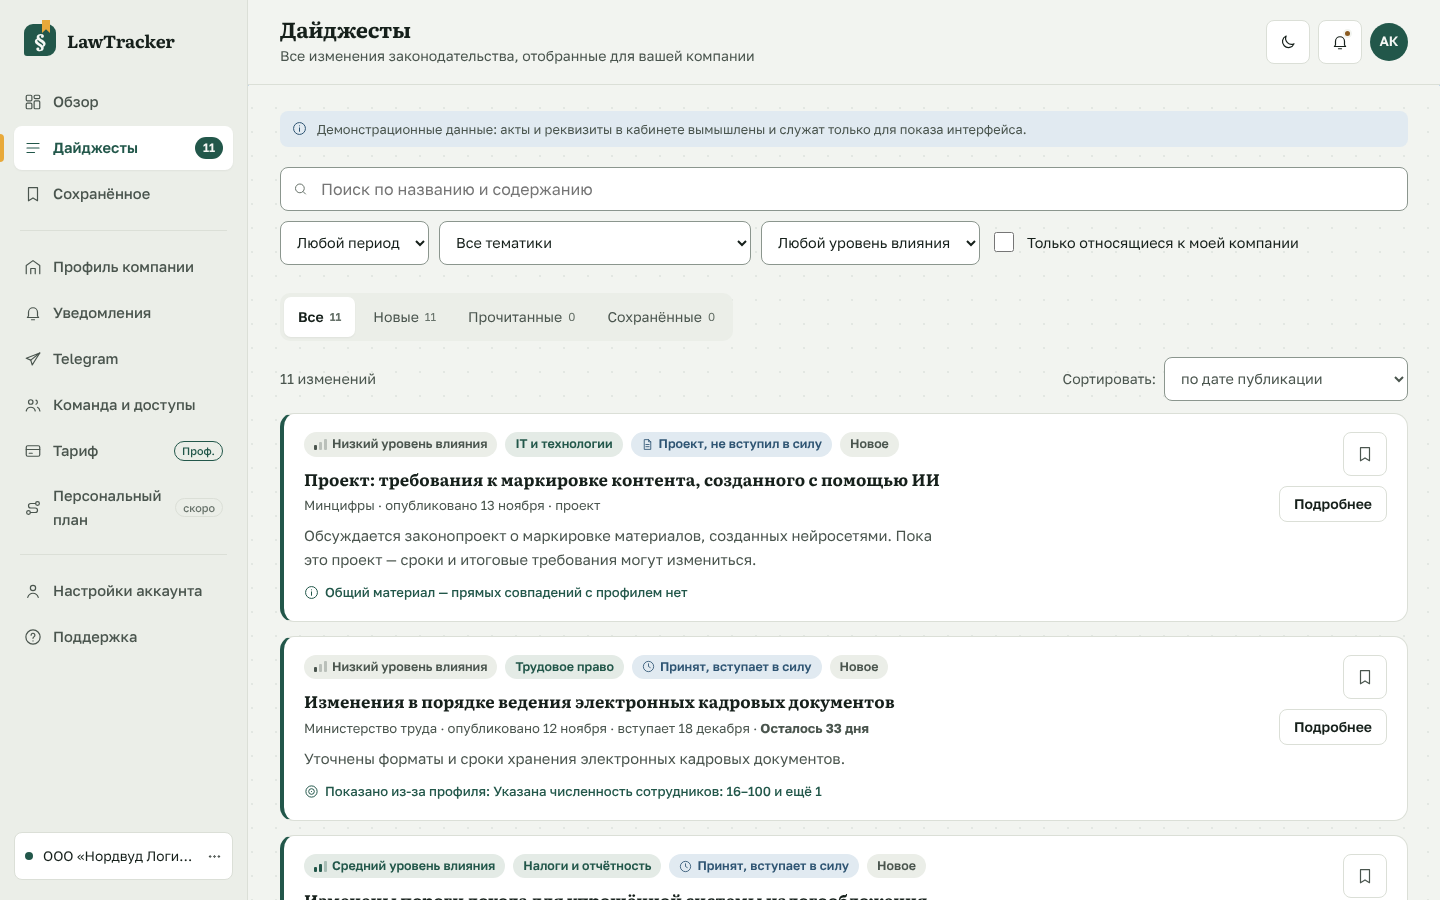 § LawTracker
Дайджесты
Все изменения законодательства, отобранные для вашей компании
АК
Обзор
Дайджесты 11
Сохранённое
Профиль компании
Уведомления
Telegram
Команда и доступы
Тариф Проф.
Персональный
план
скоро
Настройки аккаунта
Поддержка
ООО «Нордвуд Логи... ···
Демонстрационные данные: акты и реквизиты в кабинете вымышлены и служат только для показа интерфейса.
Поиск по названию и содержанию
Любой период Все тематики Любой уровень влияния Только относящиеся к моей компании
Все 11 Новые 11 Прочитанные 0 Сохранённые 0
11 изменений Сортировать: по дате публикации
Низкий уровень влияния IT и технологии Проект, не вступил в силу Новое
Проект: требования к маркировке контента, созданного с помощью ИИ
Минцифры · опубликовано 13 ноября · проект
Подробнее
Обсуждается законопроект о маркировке материалов, созданных нейросетями. Пока
это проект — сроки и итоговые требования могут измениться.
Общий материал — прямых совпадений с профилем нет
Низкий уровень влияния Трудовое право Принят, вступает в силу Новое
Изменения в порядке ведения электронных кадровых документов
Министерство труда · опубликовано 12 ноября · вступает 18 декабря · Осталось 33 дня
Подробнее
Уточнены форматы и сроки хранения электронных кадровых документов.
Показано из-за профиля: Указана численность сотрудников: 16–100 и ещё 1
Средний уровень влияния Налоги и отчётность Принят, вступает в силу Новое
Изменены пороги дохода для упрощённой системы налогообложения